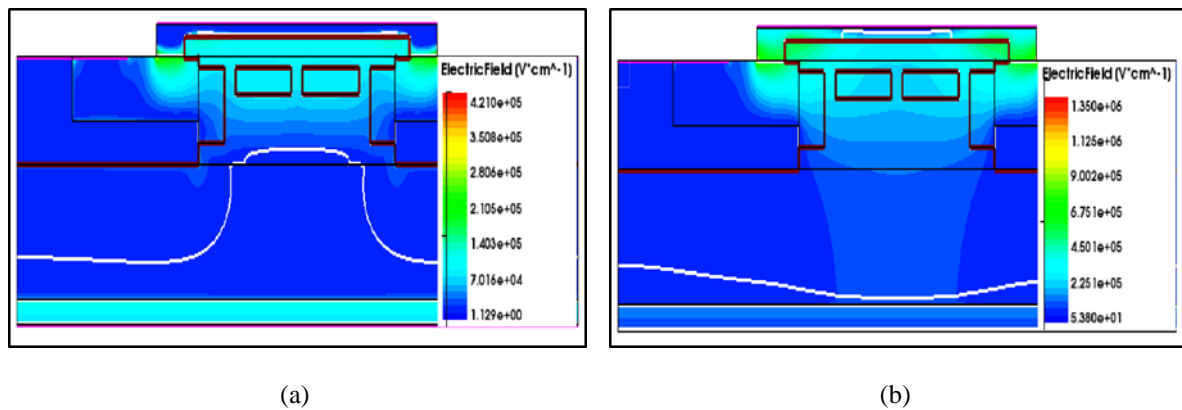 ElectricField (V*cm^-1)
4.210e+05
3.508e+05
2.806e+05
2.105e+05
1.403e+05
7.016e+04
1.129e+00
ElectricField (V*cm^-1)
1.350e+06
1.125e+06
9.002e+05
6.751e+05
4.501e+05
2.251e+05
5.380e+01
(a)
(b)